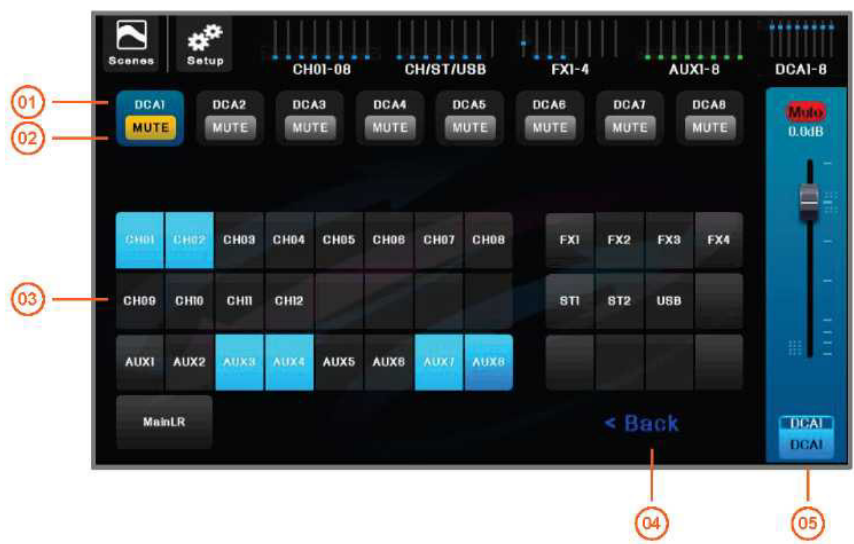 Scenes Setup CH01-08 CH/ST/USB FX1-4 AUX1-8 DCA1-8
01 DCA1 DCA2 DCA3 DCA4 DCA5 DCA6 DCA7 DCA8 Mute
02 MUTE MUTE MUTE MUTE MUTE MUTE MUTE MUTE 0.0dB
CH01 CH02 CH03 CH04 CH05 CH06 CH07 CH08 FX1 FX2 FX3 FX4
03 CH09 CH10 CH11 CH12 ST1 ST2 USB
AUX1 AUX2 AUX3 AUX4 AUX5 AUX6 AUX7 AUX8
MainLR < Back DCA1
DCA1
04 05